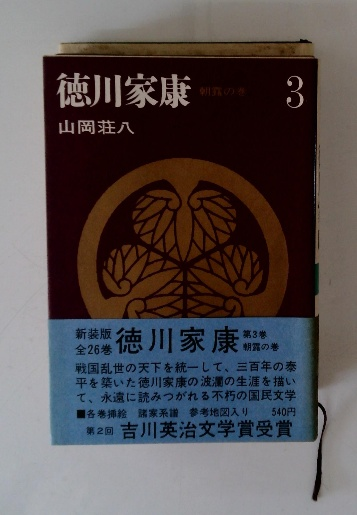 徳川家康 朝露の巻 3
山岡荘八
新装版
全26巻
徳川家康
第3巻
朝露の巻
戦国乱世の天下を統一して、三百年の泰
平を築いた徳川家康の波瀾の生涯を描い
て、永遠に読みつがれる不朽の国民文学
■各巻挿絵 諸家系譜 参考地図入り 540円
第2回 吉川英治文学賞受賞